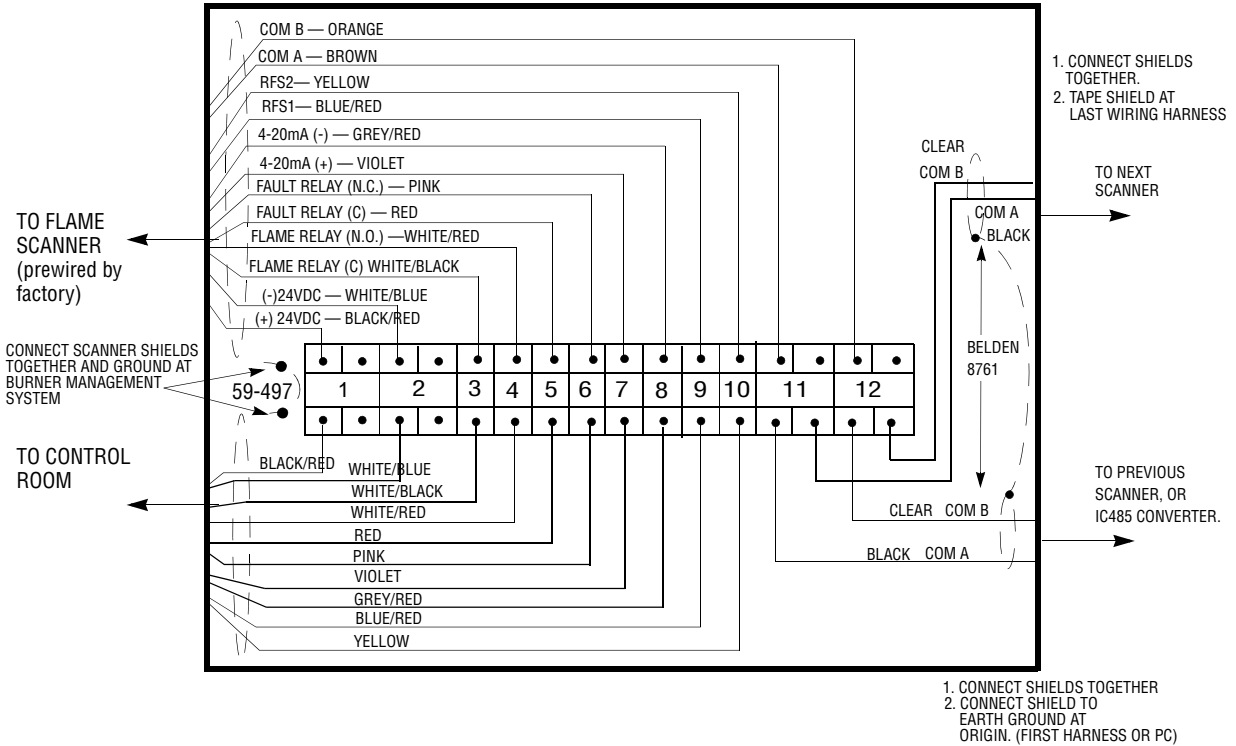 COM B — ORANGE
COM A — BROWN
RFS2— YELLOW
RFS1— BLUE/RED
4-20mA (-) — GREY/RED
4-20mA (+) — VIOLET
FAULT RELAY (N.C.) — PINK
FAULT RELAY (C) — RED
FLAME RELAY (N.O.) —WHITE/RED
FLAME RELAY (C) WHITE/BLACK
(-)24VDC — WHITE/BLUE
(+) 24VDC — BLACK/RED
TO FLAME
SCANNER
(prewired by
factory)
CONNECT SCANNER SHIELDS
TOGETHER AND GROUND AT
BURNER MANAGEMENT
SYSTEM
59-497
1 2 3 4 5 6 7 8 9 10 11 12
TO CONTROL
ROOM
BLACK/RED
WHITE/BLUE
WHITE/BLACK
WHITE/RED
RED
PINK
VIOLET
GREY/RED
BLUE/RED
YELLOW
1. CONNECT SHIELDS
TOGETHER.
2. TAPE SHIELD AT
LAST WIRING HARNESS
CLEAR
COM B
COM A
BLACK
TO NEXT
SCANNER
BELDEN
8761
CLEAR COM B
BLACK COM A
TO PREVIOUS
SCANNER, OR
IC485 CONVERTER.
1. CONNECT SHIELDS TOGETHER
2. CONNECT SHIELD TO
EARTH GROUND AT
ORIGIN. (FIRST HARNESS OR PC)